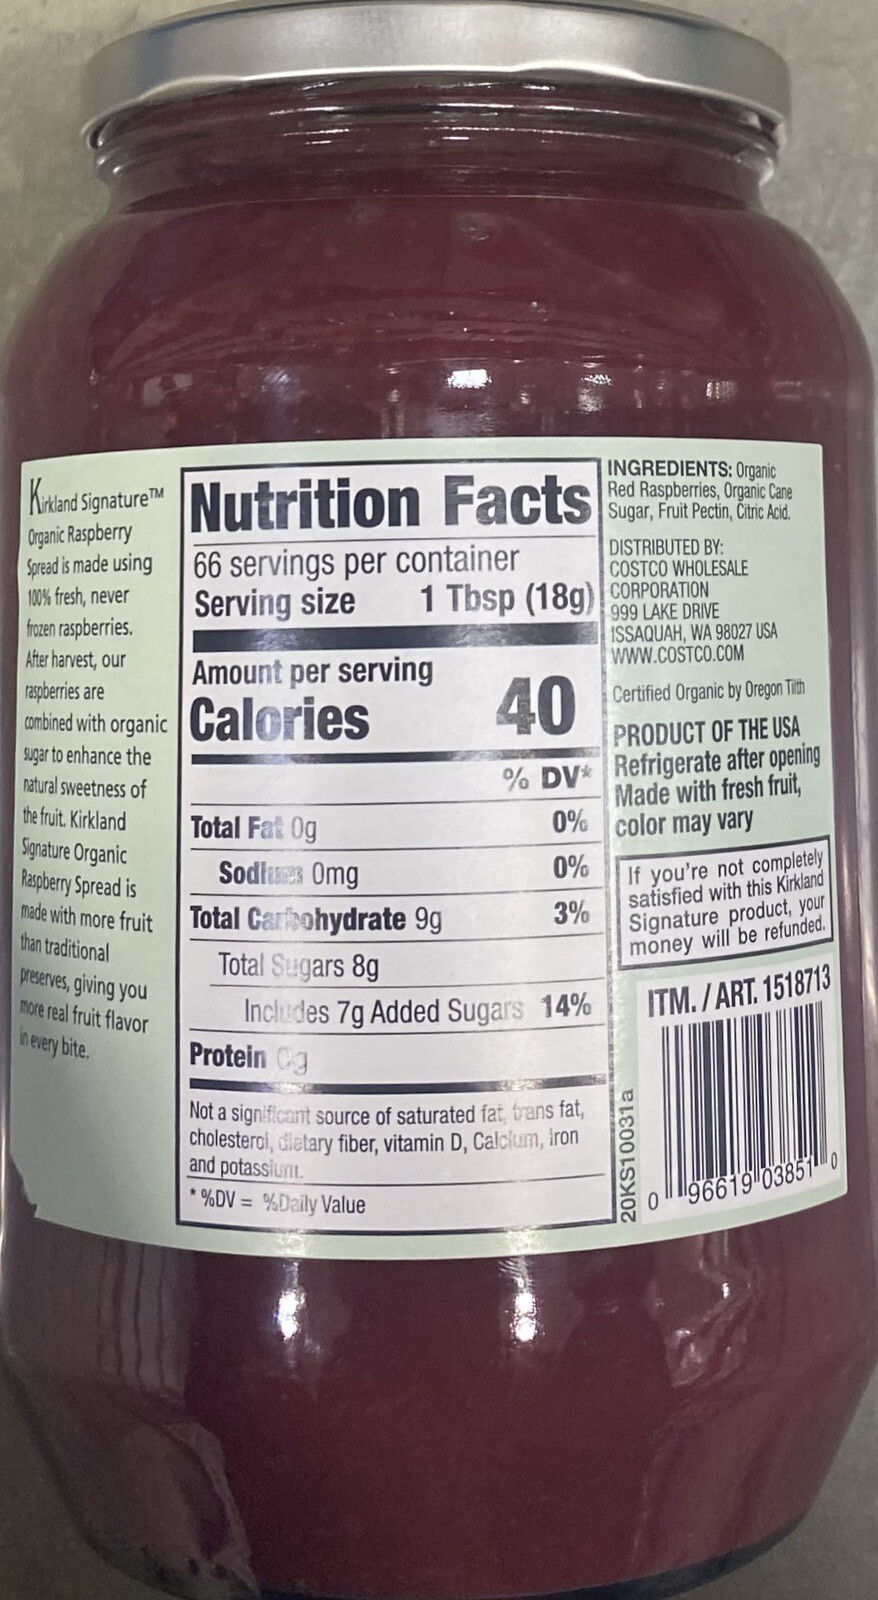 Kirkland Signature™
Organic Raspberry
Spread is made using
100% fresh, never
frozen raspberries.
After harvest, our
raspberries are
combined with organic
sugar to enhance the
natural sweetness of
the fruit. Kirkland
Signature Organic
Raspberry Spread is
made with more fruit
than traditional
preserves, giving you
more real fruit flavor
in every bite.
Nutrition Facts
66 servings per container
Serving size 1 Tbsp (18g)
Amount per serving
Calories 40
% DV*
Total Fat 0g 0%
Sodium 0mg 0%
Total Carbohydrate 9g 3%
Total Sugars 8g
Includes 7g Added Sugars 14%
Protein 0g
Not a significant source of saturated fat, trans fat,
cholesterol, dietary fiber, vitamin D, Calcium, iron
and potassium.
* %DV = %Daily Value
INGREDIENTS: Organic
Red Raspberries, Organic Cane
Sugar, Fruit Pectin, Citric Acid.
DISTRIBUTED BY:
COSTCO WHOLESALE
CORPORATION
999 LAKE DRIVE
ISSAQUAH, WA 98027 USA
WWW.COSTCO.COM
Certified Organic by Oregon Tilth
PRODUCT OF THE USA
Refrigerate after opening
Made with fresh fruit,
color may vary
If you're not completely
satisfied with this Kirkland
Signature product, your
money will be refunded.
ITM. / ART. 1518713
20KS10031a
0 96619 03851 0